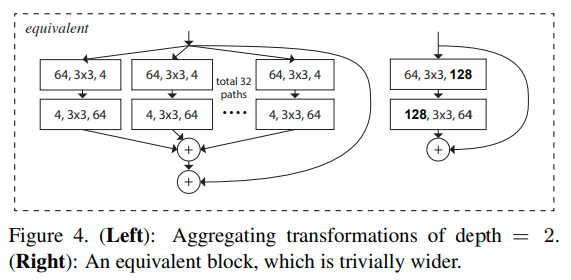 equivalent
64, 3x3, 4
64, 3x3, 4
total 32
paths
64, 3x3, 4
64, 3x3, 128
4, 3x3, 64
4, 3x3, 64
....
4, 3x3, 64
128, 3x3, 64
+
+
+
Figure 4. (Left): Aggregating transformations of depth = 2.
(Right): An equivalent block, which is trivially wider.